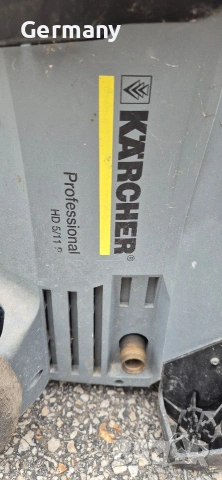 Germany
KÄRCHER®
Professional
HD 5/11 P